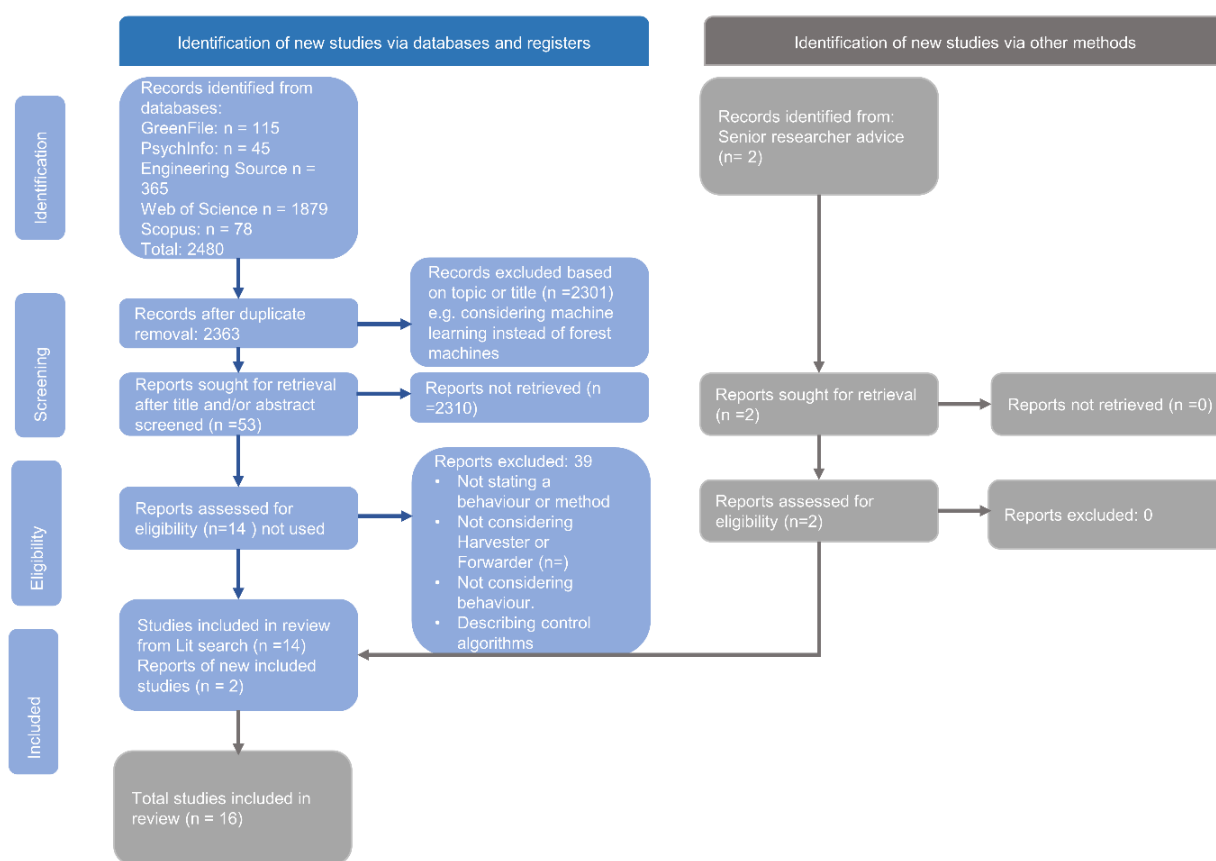 Identification of new studies via databases and registers
Identification of new studies via other methods
Identification
Records identified from
databases:
GreenFile: n = 115
PsychInfo: n = 45
Engineering Source n =
365
Web of Science n = 1879
Scopus: n = 78
Total: 2480
Records identified from:
Senior researcher advice
(n= 2)
Screening
Records after duplicate
removal: 2363
Records excluded based
on topic or title (n =2301)
e.g. considering machine
learning instead of forest
machines
Reports sought for retrieval
after title and/or abstract
screened (n =53)
Reports not retrieved (n
=2310)
Reports sought for retrieval
(n =2)
Reports not retrieved (n =0)
Eligibility
Reports assessed for
eligibility (n=14 ) not used
Reports excluded: 39
• Not stating a
behaviour or method
• Not considering
Harvester or
Forwarder (n=)
• Not considering
behaviour.
• Describing control
algorithms
Reports assessed for
eligibility (n=2)
Reports excluded: 0
Included
Studies included in review
from Lit search (n =14)
Reports of new included
studies (n = 2)
Total studies included in
review (n = 16)